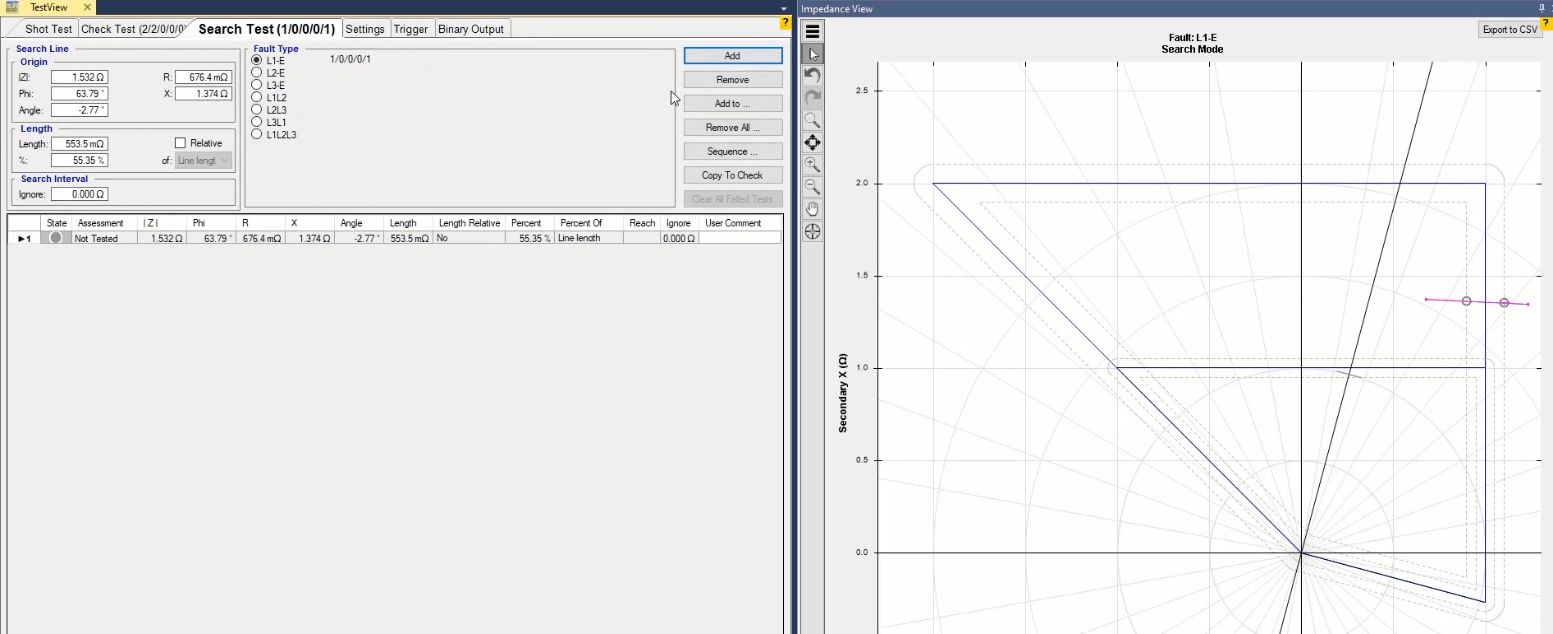 TestView
Impedance View
Shot Test
Check Test (2/2/0/0/0)
Search Test (1/0/0/0/1)
Settings
Trigger
Binary Output
?
Search Line
Origin
|Z|: 1.532 Ω R: 676.4 mΩ
Phi: 63.79 ° X: 1.374 Ω
Angle: -2.77 °
Length
Length: 553.5 mΩ Relative
%: 55.35 % of: Line lengt
Search Interval
Ignore: 0.000 Ω
Fault Type
L1-E 1/0/0/0/1
L2-E
L3-E
L1L2
L2L3
L3L1
L1L2L3
Add
Remove
Add to ...
Remove All ...
Sequence ...
Copy To Check
Clear All Failed Tests
State Assessment | Z | Phi R X Angle Length Length Relative Percent Percent Of Reach Ignore User Comment
1 Not Tested 1.532 Ω 63.79 ° 676.4 mΩ 1.374 Ω -2.77 ° 553.5 mΩ No 55.35 % Line length 0.000 Ω
Export to CSV
?
Fault: L1-E
Search Mode
2.5
2.0
1.5
1.0
0.5
0.0
Secondary X (Ω)